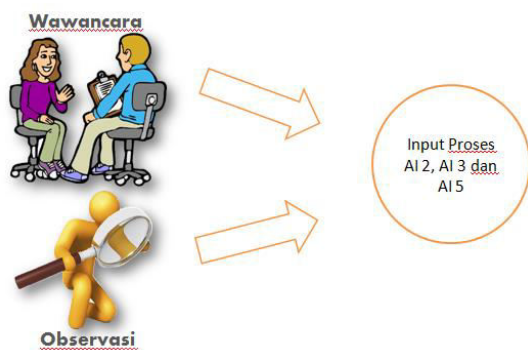 Wawancara
Input Proses
AI 2, AI 3 dan
AI 5
Observasi